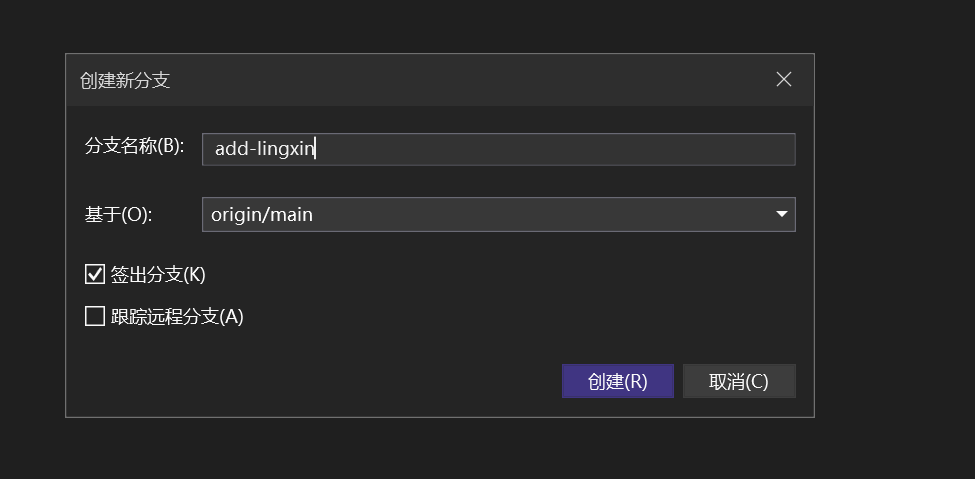 创建新分支
分支名称(B): add-lingxin
基于(O): origin/main
签出分支(K)
跟踪远程分支(A)
创建(R) 取消(C)